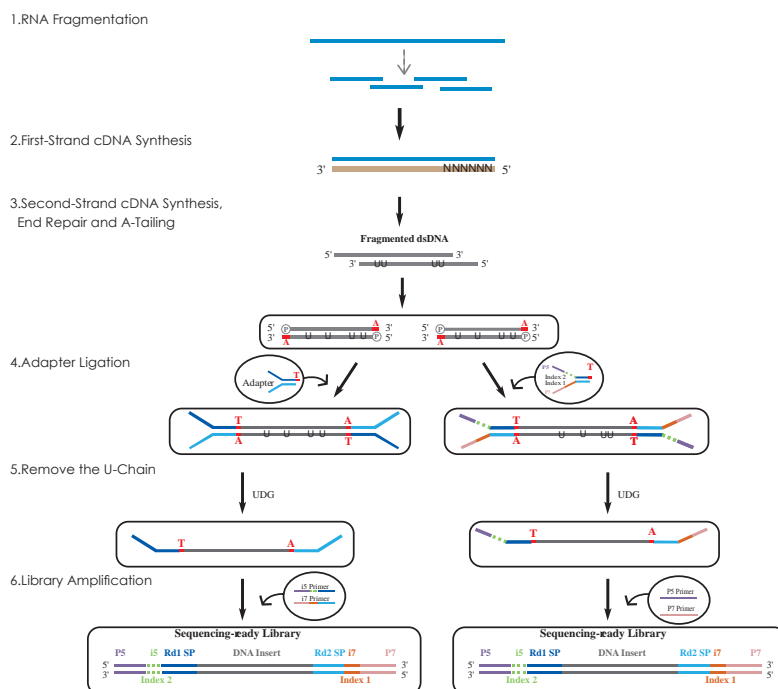 1.RNA Fragmentation
2.First-Strand cDNA Synthesis
3' NNNNNN 5'
3.Second-Strand cDNA Synthesis,
End Repair and A-Tailing
Fragmented dsDNA
5' 3'
3' UU UU 5'
A A
5' P 3' 5' P 3'
3' U U U U P 5' 3' U U U U P 5'
A A
4.Adapter Ligation
Adapter T
P5 T
Index 2
Index 1
P7
T A T A
U U U U U U UU
A T A T
5.Remove the U-Chain
UDG UDG
T A T A
6.Library Amplification
i5 Primer
i7 Primer
P5 Primer
P7 Primer
Sequencing-ready Library Sequencing-ready Library
P5 i5 Rd1 SP DNA Insert Rd2 SP i7 P7 P5 i5 Rd1 SP DNA Insert Rd2 SP i7 P7
5' 3' 5' 3'
3' 5' 3' 5'
Index 2 Index 1 Index 2 Index 1